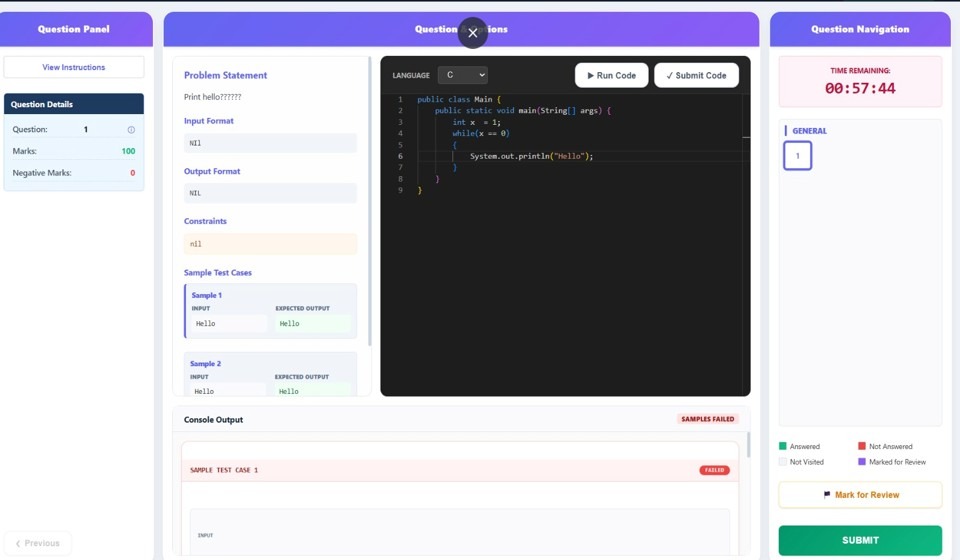 Question Panel
View Instructions
Question Details
Question: 1
Marks: 100
Negative Marks: 0
Previous
Problem Statement
Print hello??????
Input Format
NIl
Output Format
NIL
Constraints
nil
Sample Test Cases
Sample 1
INPUT EXPECTED OUTPUT
Hello Hello
Sample 2
INPUT EXPECTED OUTPUT
Hello Hello
LANGUAGE C Run Code ✓ Submit Code
1 public class Main {
2 public static void main(String[] args) {
3 int x = 1;
4 while(x == 0)
5 {
6 System.out.println("Hello");
7 }
8 }
9 }
Console Output SAMPLES FAILED
SAMPLE TEST CASE 1 FAILED
INPUT
Question Navigation
TIME REMAINING:
00:57:44
GENERAL
1
Answered Not Answered
Not Visited Marked for Review
Mark for Review
SUBMIT